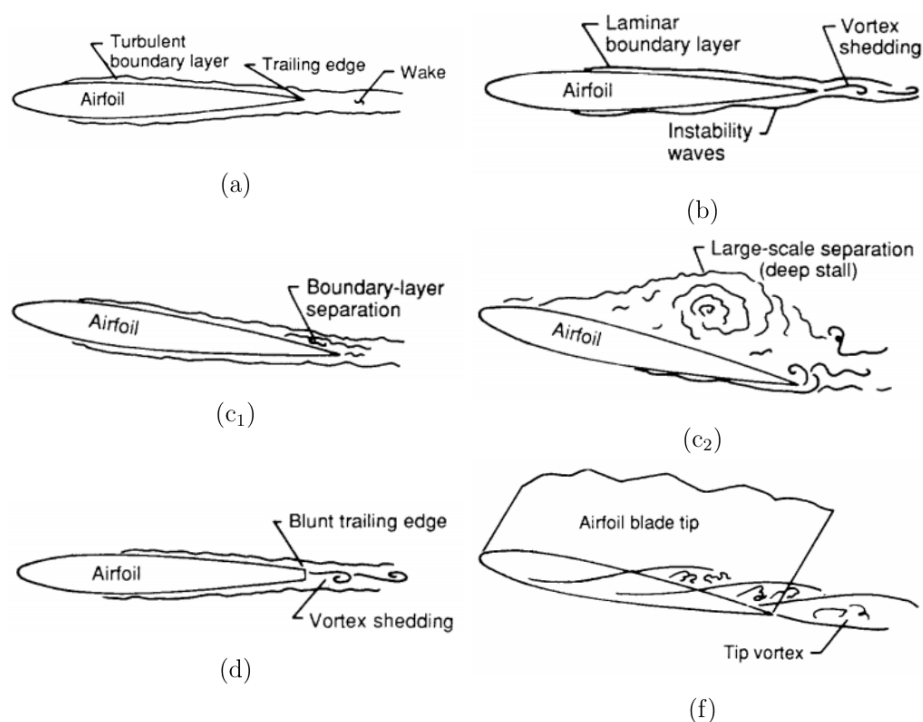 Turbulent
boundary layer
Trailing edge
Wake
Airfoil
(a)
Laminar
boundary layer
Vortex
shedding
Airfoil
Instability
waves
(b)
Boundary-layer
separation
Airfoil
(c1)
Large-scale separation
(deep stall)
Airfoil
(c2)
Blunt trailing edge
Airfoil
Vortex shedding
(d)
Airfoil blade tip
Tip vortex
(f)